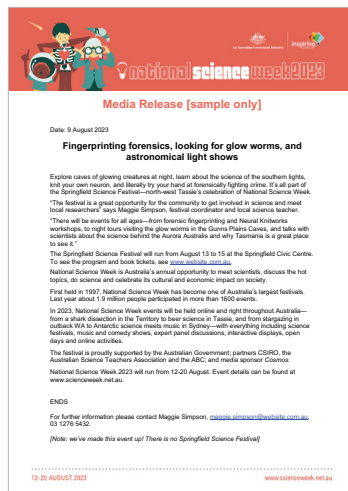 An Australian Government Initiative
Inspiring
national science week 2023
Media Release [sample only]
Date: 9 August 2023
Fingerprinting forensics, looking for glow worms, and
astronomical light shows
Explore caves of glowing creatures at night, learn about the science of the southern lights,
knit your own neuron, and literally try your hand at forensically fighting crime. It's all part of
the Springfield Science Festival—north-west Tassie's celebration of National Science Week.
"The festival is a great opportunity for the community to get involved in science and meet
local researchers" says Maggie Simpson, festival coordinator and local science teacher.
"There will be events for all ages—from forensic fingerprinting and Neural Knitworks
workshops, to night tours visiting the glow worms in the Gunns Plains Caves, and talks with
scientists about the science behind the Aurora Australis and why Tasmania is a great place
to see it."
The Springfield Science Festival will run from August 13 to 15 at the Springfield Civic Centre.
To see the program and book tickets, see www.website.com.au.
National Science Week is Australia's annual opportunity to meet scientists, discuss the hot
topics, do science and celebrate its cultural and economic impact on society.
First held in 1997, National Science Week has become one of Australia's largest festivals.
Last year about 1.9 million people participated in more than 1600 events.
In 2023, National Science Week events will be held online and right throughout Australia—
from a shark dissection in the Territory to beer science in Tassie, and from stargazing in
outback WA to Antarctic science meets music in Sydney—with everything including science
festivals, music and comedy shows, expert panel discussions, interactive displays, open
days and online activities.
The festival is proudly supported by the Australian Government; partners CSIRO, the
Australian Science Teachers Association and the ABC; and media sponsor Cosmos.
National Science Week 2023 will run from 12-20 August. Event details can be found at
www.scienceweek.net.au.
ENDS
For further information please contact Maggie Simpson, maggie.simpson@website.com.au,
03 1276 5432.
[Note: we've made this event up! There is no Springfield Science Festival]
12-20 AUGUST 2023
www.scienceweek.net.au